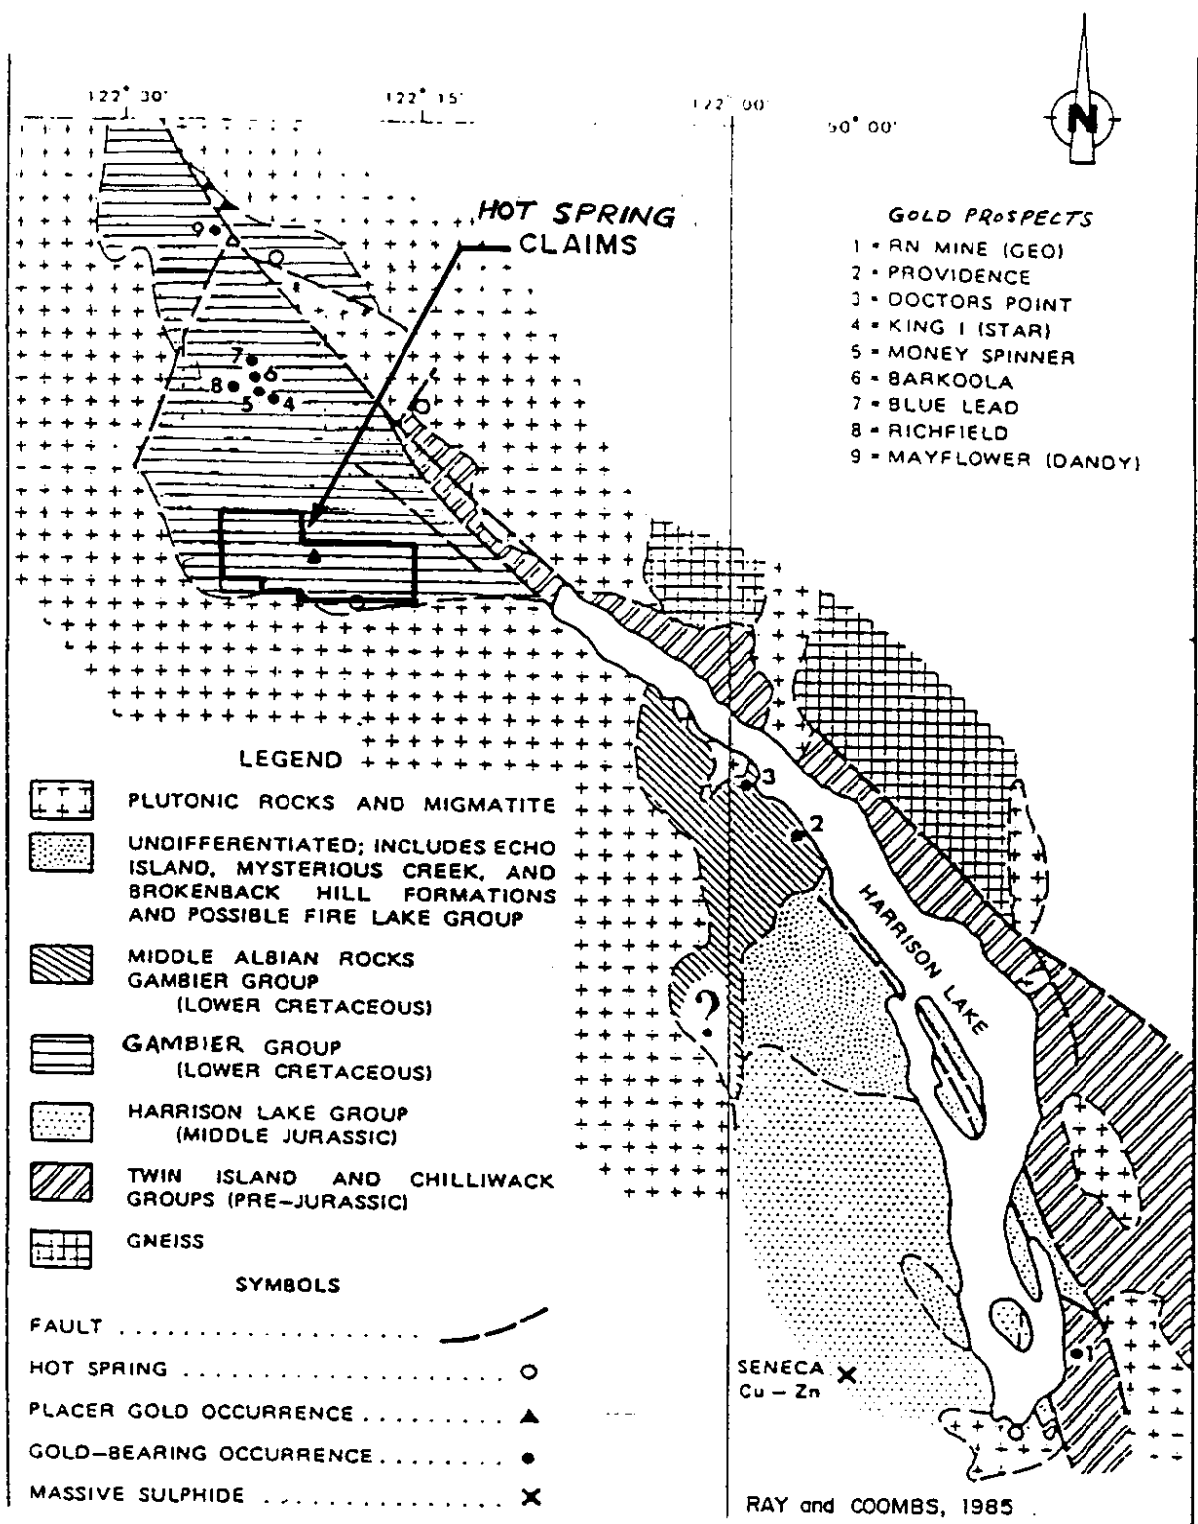 122° 30'
122° 15'
122° 00'
50° 00'
N
HOT SPRING
CLAIMS
GOLD PROSPECTS
1 = RN MINE (GEO)
2 = PROVIDENCE
3 = DOCTORS POINT
4 = KING 1 (STAR)
5 = MONEY SPINNER
6 = BARKOOLA
7 = BLUE LEAD
8 = RICHFIELD
9 = MAYFLOWER (DANDY)
9
7
6
8
5
4
3
2
HARRISON LAKE
?
1
SENECA
Cu – Zn
LEGEND
PLUTONIC ROCKS AND MIGMATITE
UNDIFFERENTIATED; INCLUDES ECHO
ISLAND, MYSTERIOUS CREEK, AND
BROKENBACK HILL FORMATIONS
AND POSSIBLE FIRE LAKE GROUP
MIDDLE ALBIAN ROCKS
GAMBIER GROUP
(LOWER CRETACEOUS)
GAMBIER GROUP
(LOWER CRETACEOUS)
HARRISON LAKE GROUP
(MIDDLE JURASSIC)
TWIN ISLAND AND CHILLIWACK
GROUPS (PRE–JURASSIC)
GNEISS
SYMBOLS
FAULT
HOT SPRING
PLACER GOLD OCCURRENCE
GOLD–BEARING OCCURRENCE
MASSIVE SULPHIDE
RAY and COOMBS, 1985